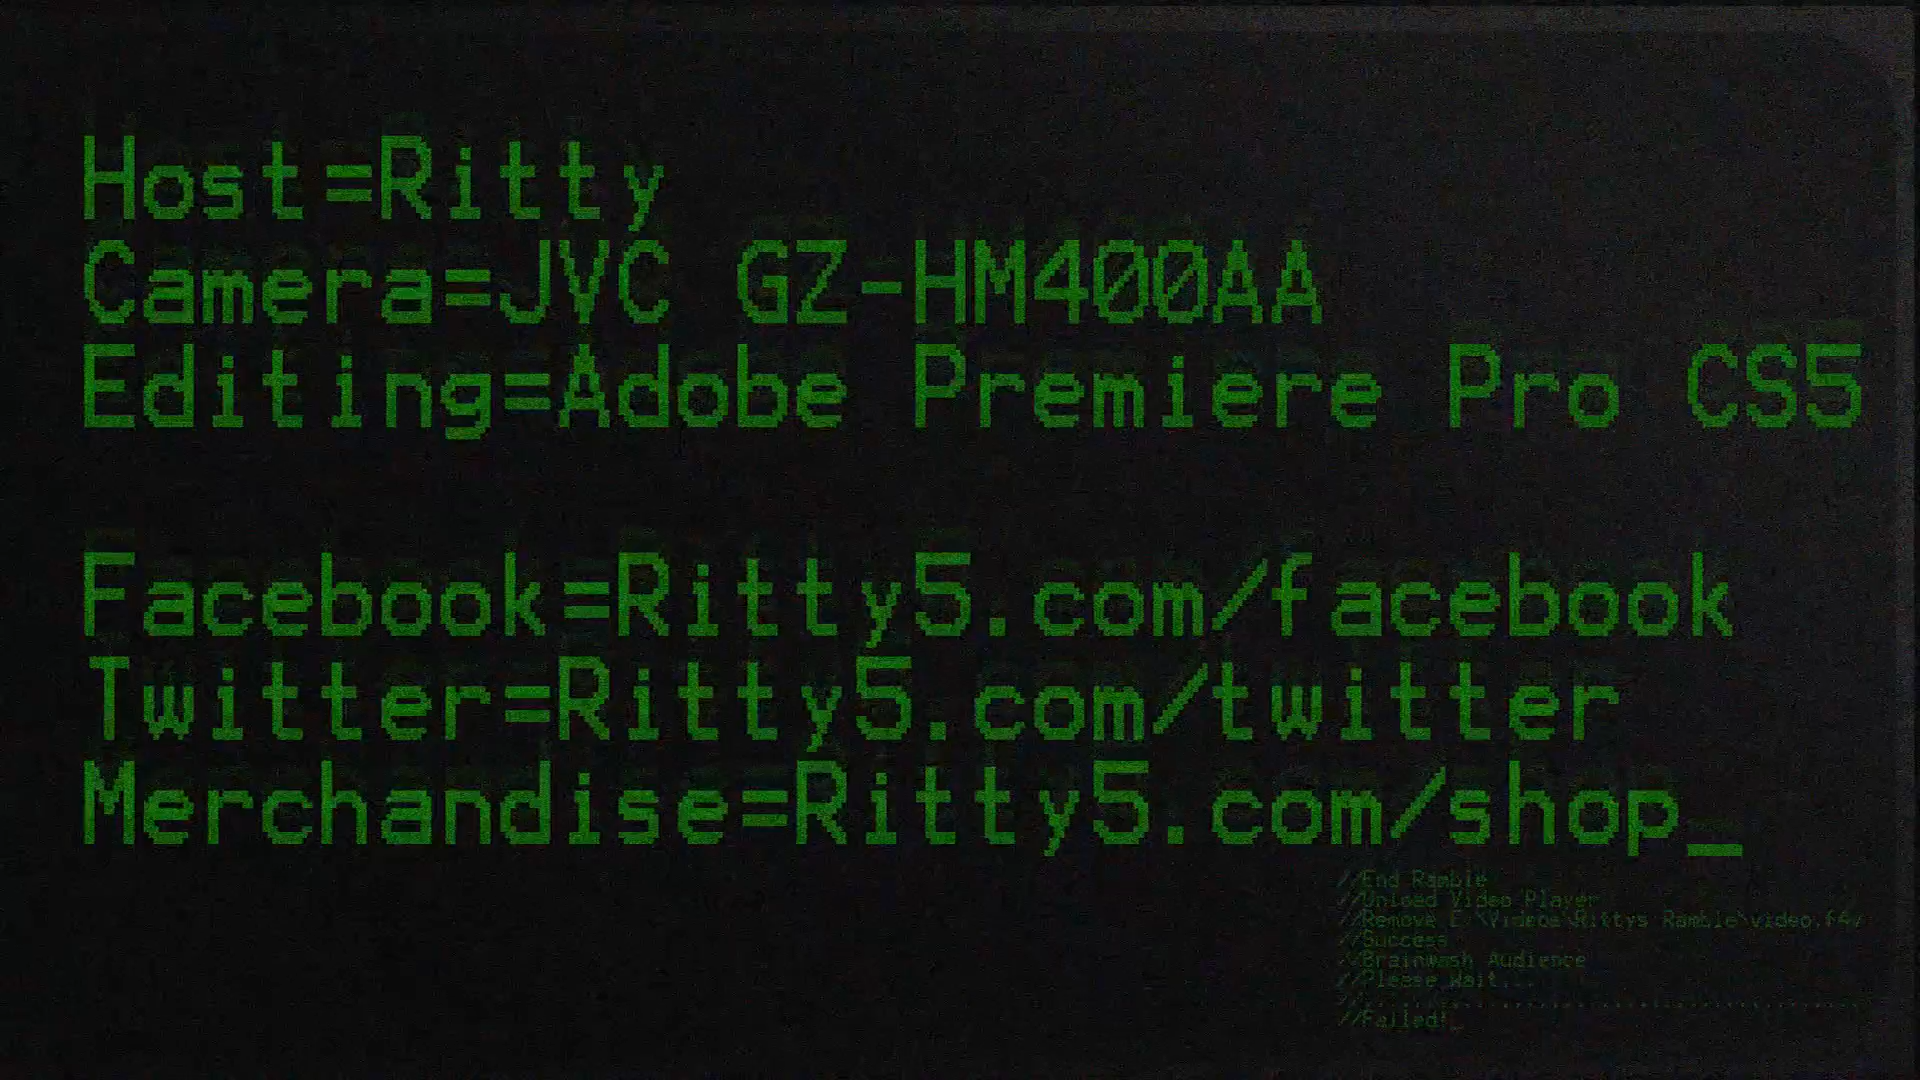 Host=Ritty
Camera=JVC GZ-HM400AA
Editing=Adobe Premiere Pro CS5
Facebook=Ritty5.com/facebook
Twitter=Ritty5.com/twitter
Merchandise=Ritty5.com/shop_
//End Ramble
//Unload Video Player
//Remove E:\Videos\Rittys Ramble\video.f4v
//Success
//Brainwash Audience
//Please Wait...
//........................................
//Failed!_